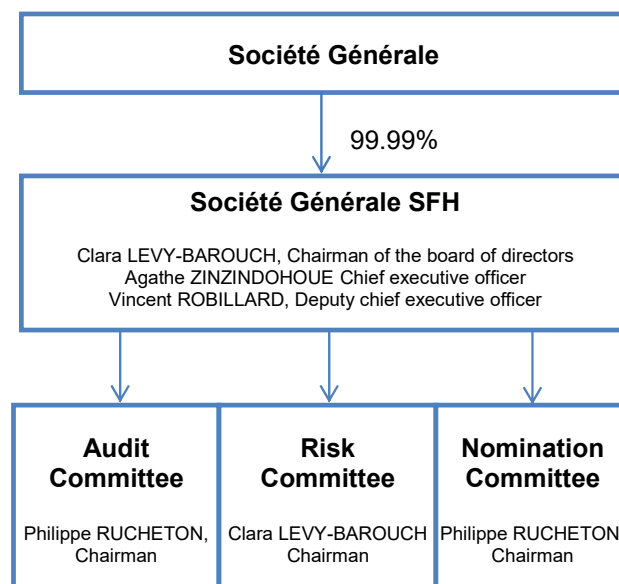 Société Générale
99.99%
Société Générale SFH
Clara LEVY-BAROUCH, Chairman of the board of directors
Agathe ZINZINDOHOUE Chief executive officer
Vincent ROBILLARD, Deputy chief executive officer
Audit
Committee
Philippe RUCHETON,
Chairman
Risk
Committee
Clara LEVY-BAROUCH
Chairman
Nomination
Committee
Philippe RUCHETON,
Chairman